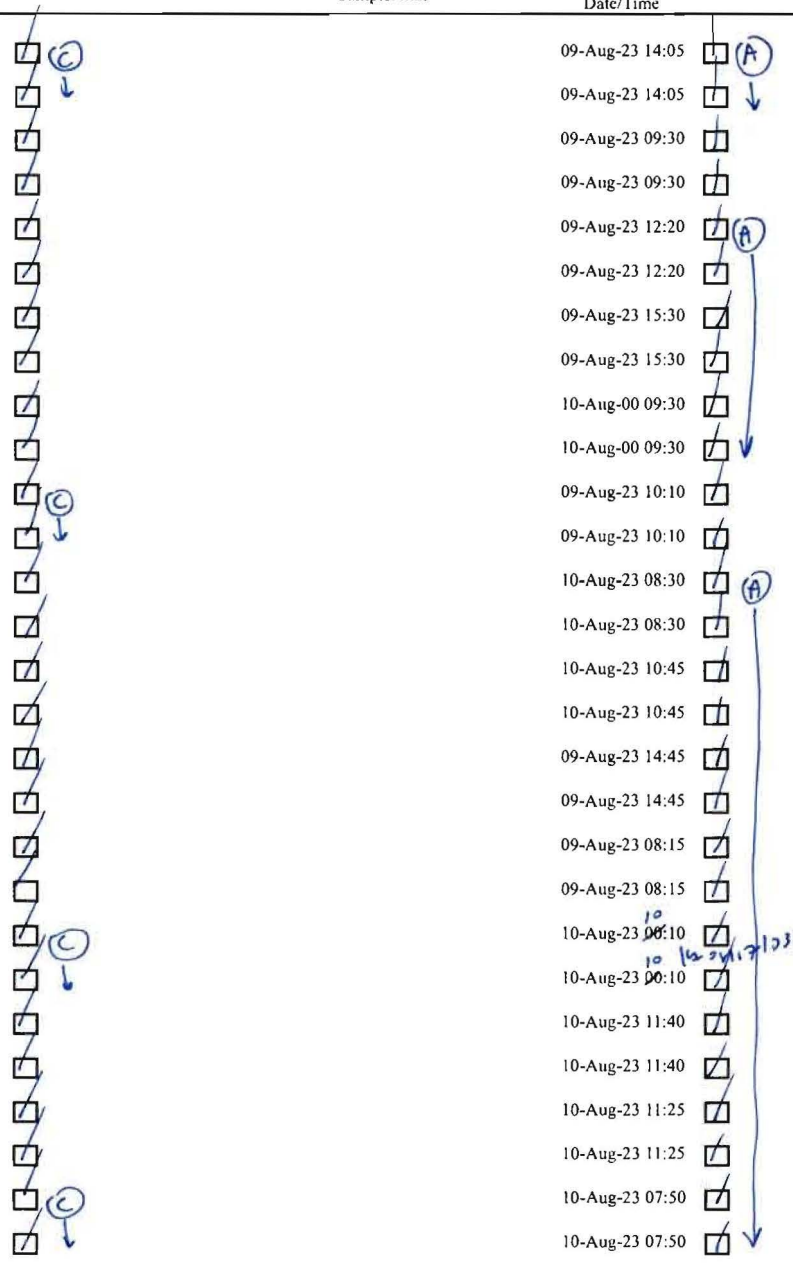 Date/Time
C 09-Aug-23 14:05 A
09-Aug-23 14:05
09-Aug-23 09:30
09-Aug-23 09:30
09-Aug-23 12:20 A
09-Aug-23 12:20
09-Aug-23 15:30
09-Aug-23 15:30
10-Aug-00 09:30
10-Aug-00 09:30
C 09-Aug-23 10:10
09-Aug-23 10:10
10-Aug-23 08:30 A
10-Aug-23 08:30
10-Aug-23 10:45
10-Aug-23 10:45
09-Aug-23 14:45
09-Aug-23 14:45
09-Aug-23 08:15
09-Aug-23 08:15
10
C 10-Aug-23 00:10
10
10-Aug-23 00:10
10-Aug-23 11:40
10-Aug-23 11:40
10-Aug-23 11:25
10-Aug-23 11:25
C 10-Aug-23 07:50
10-Aug-23 07:50